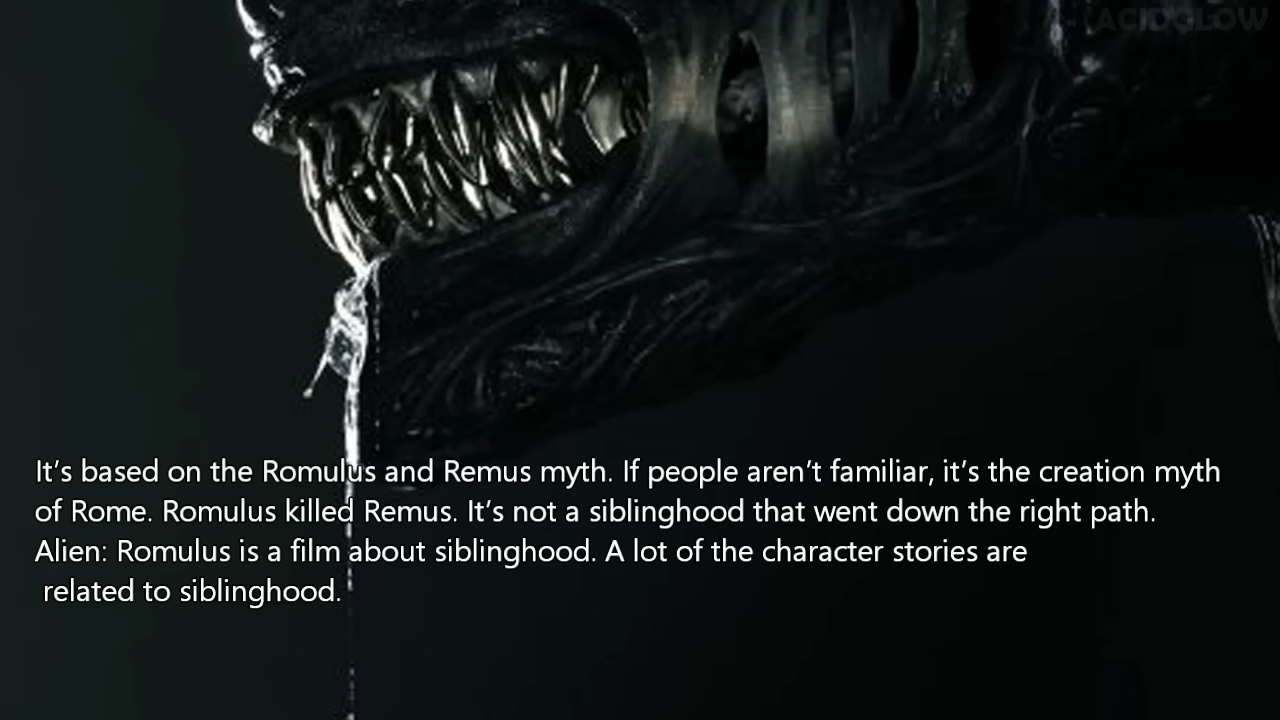 ACIDGLOW
It’s based on the Romulus and Remus myth. If people aren’t familiar, it’s the creation myth
of Rome. Romulus killed Remus. It’s not a siblinghood that went down the right path.
Alien: Romulus is a film about siblinghood. A lot of the character stories are
related to siblinghood.